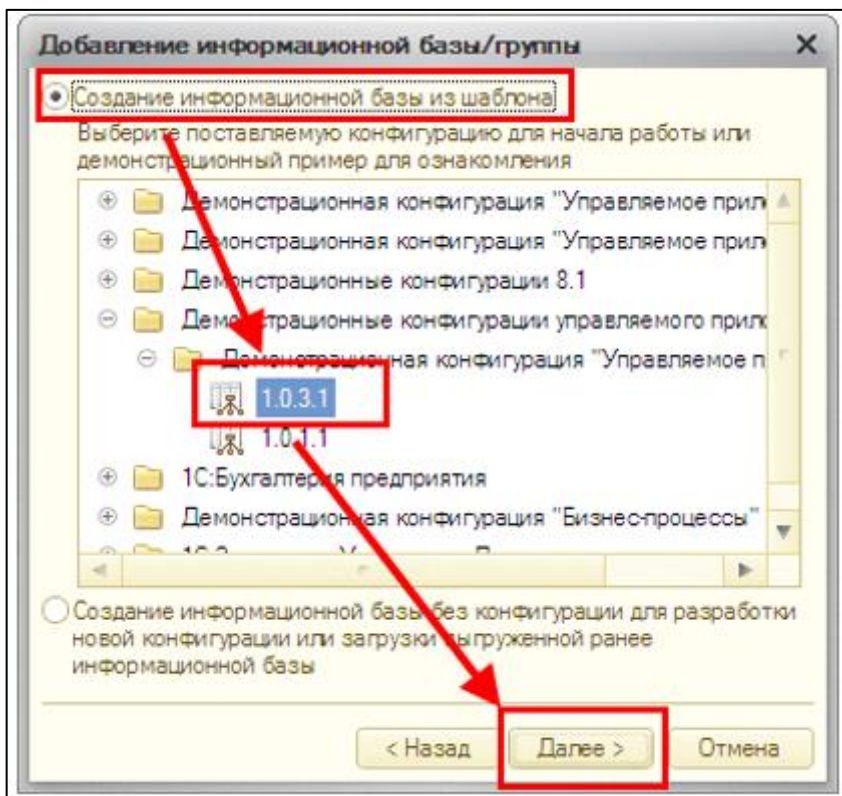 Добавление информационной базы/группы
Создание информационной базы из шаблона
Выберите поставляемую конфигурацию для начала работы или
демонстрационный пример для ознакомления
Демонстрационная конфигурация "Управляемое прил
Демонстрационная конфигурация "Управляемое прил
Демонстрационные конфигурации 8.1
Демонстрационные конфигурации управляемого прил
Демонстрационная конфигурация "Управляемое п
1.0.3.1
1.0.1.1
1С:Бухгалтерия предприятия
Демонстрационная конфигурация "Бизнес-процессы"
Создание информационной базы без конфигурации для разработки
новой конфигурации или загрузки выгруженной ранее
информационной базы
< Назад
Далее >
Отмена